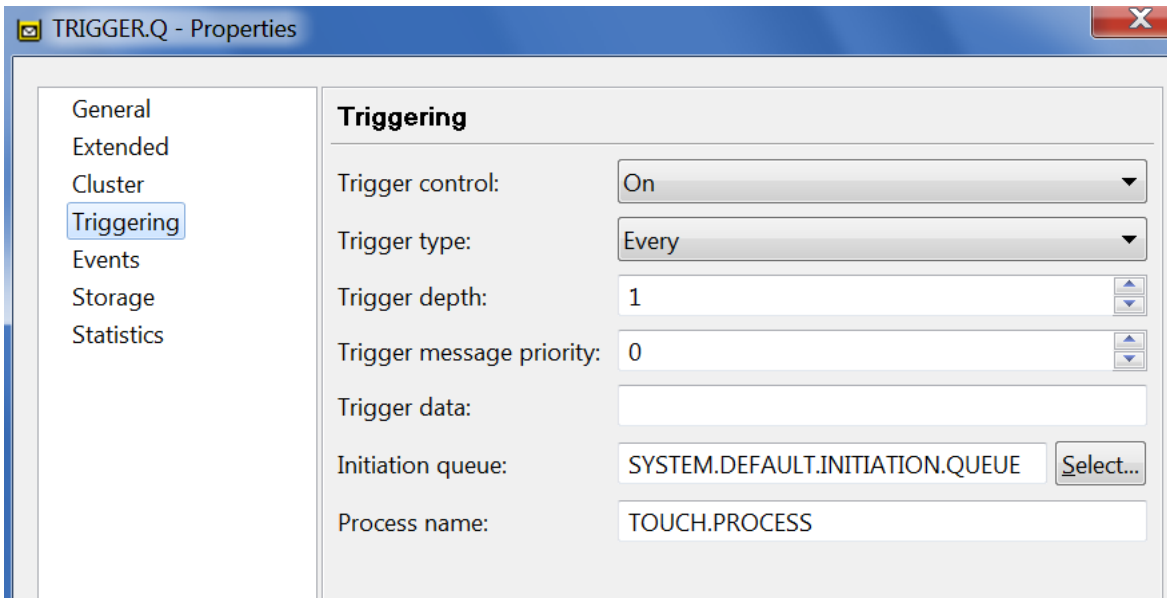 TRIGGER.Q - Properties
General
Extended
Cluster
Triggering
Events
Storage
Statistics
Triggering
Trigger control: On
Trigger type: Every
Trigger depth: 1
Trigger message priority: 0
Trigger data:
Initiation queue: SYSTEM.DEFAULT.INITIATION.QUEUE Select...
Process name: TOUCH.PROCESS